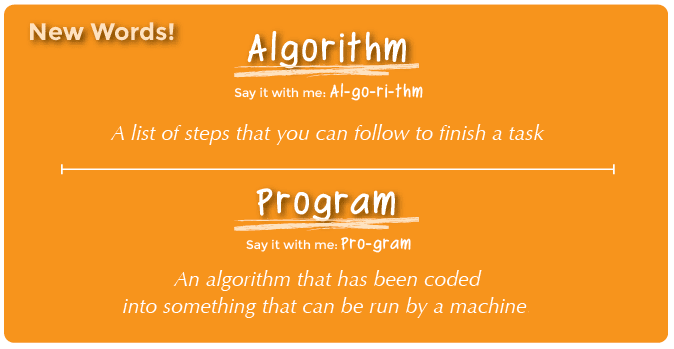 New Words!
Algorithm
Say it with me: Al-go-ri-thm
A list of steps that you can follow to finish a task
Program
Say it with me: Pro-gram
An algorithm that has been coded
into something that can be run by a machine